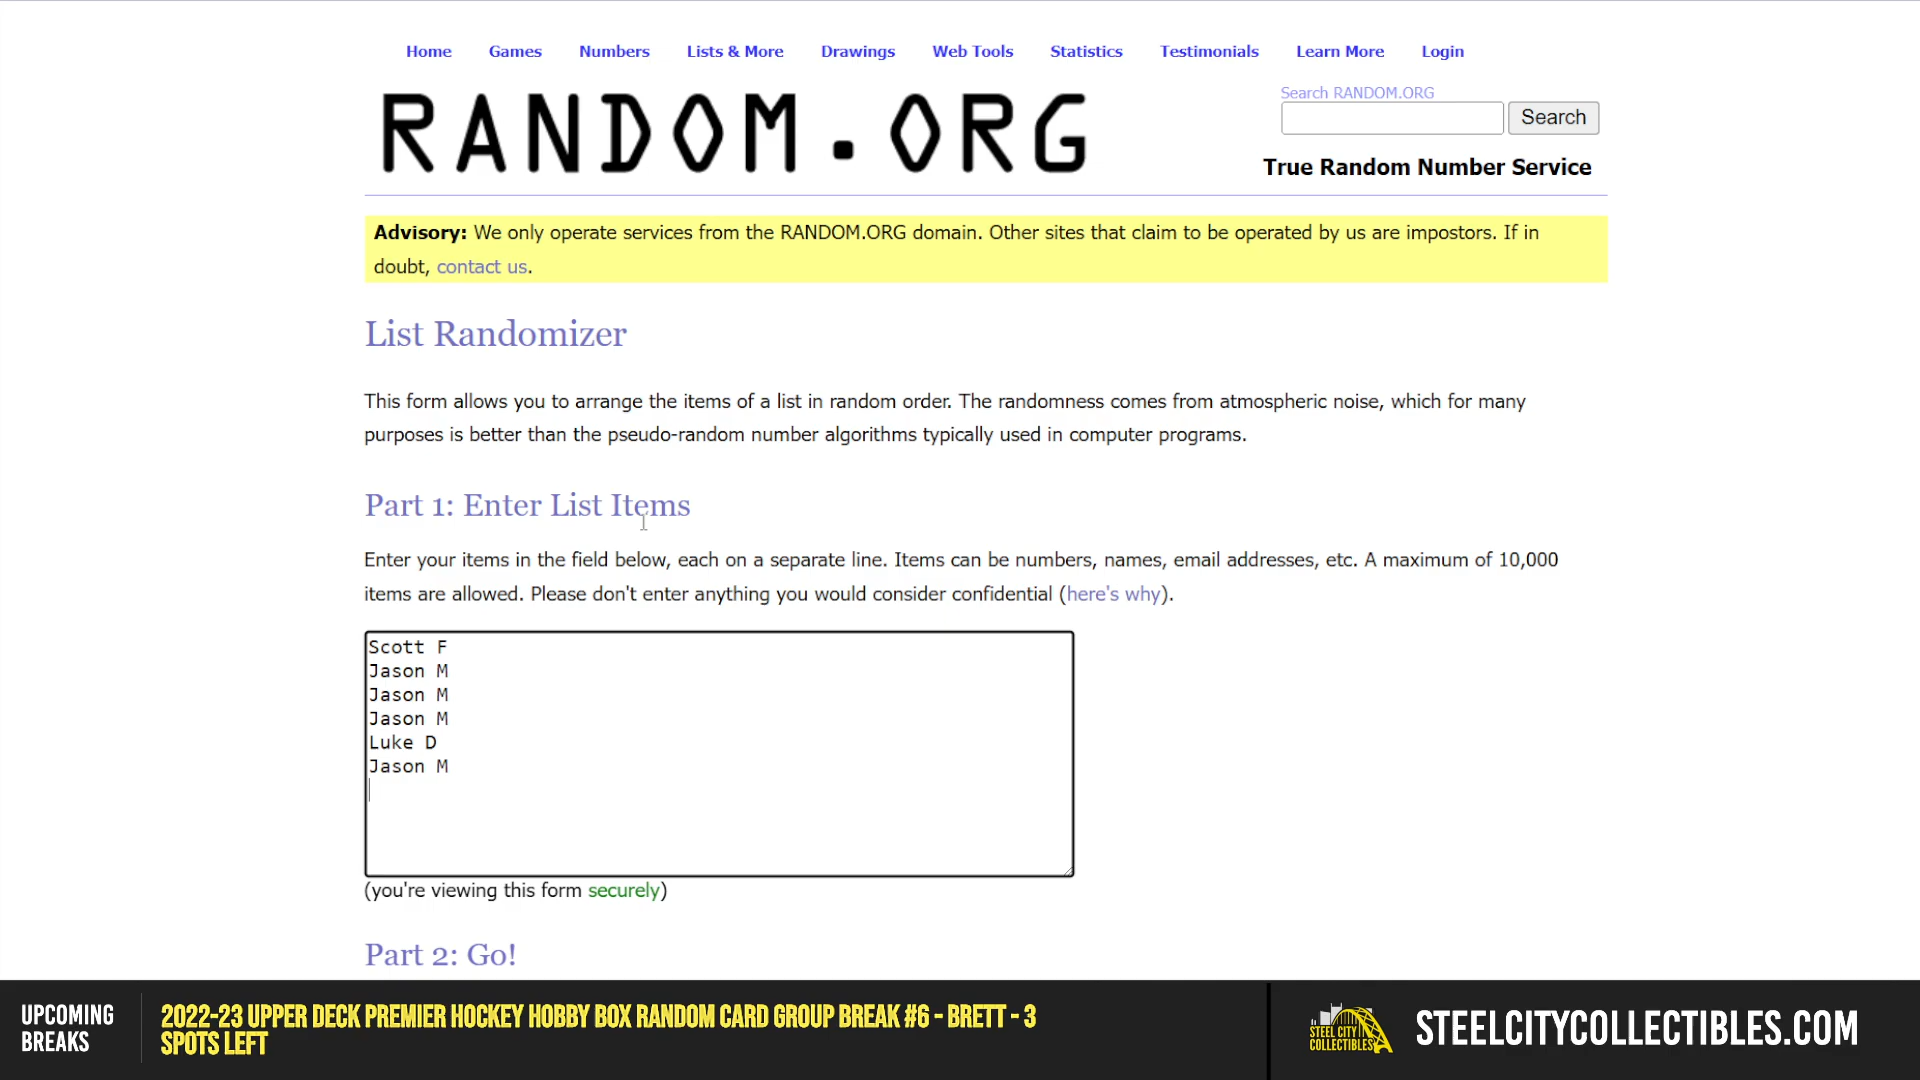 Home Games Numbers Lists & More Drawings Web Tools Statistics Testimonials Learn More Login
RANDOM.ORG
Search RANDOM.ORG
Search
True Random Number Service
Advisory: We only operate services from the RANDOM.ORG domain. Other sites that claim to be operated by us are impostors. If in
doubt, contact us.
List Randomizer
This form allows you to arrange the items of a list in random order. The randomness comes from atmospheric noise, which for many
purposes is better than the pseudo-random number algorithms typically used in computer programs.
Part 1: Enter List Items
Enter your items in the field below, each on a separate line. Items can be numbers, names, email addresses, etc. A maximum of 10,000
items are allowed. Please don't enter anything you would consider confidential (here's why).
Scott F
Jason M
Jason M
Jason M
Luke D
Jason M
(you're viewing this form securely)
Part 2: Go!
UPCOMING
BREAKS
2022-23 UPPER DECK PREMIER HOCKEY HOBBY BOX RANDOM CARD GROUP BREAK #6 - BRETT - 3
SPOTS LEFT
STEEL CITY
COLLECTIBLES
STEELCITYCOLLECTIBLES.COM